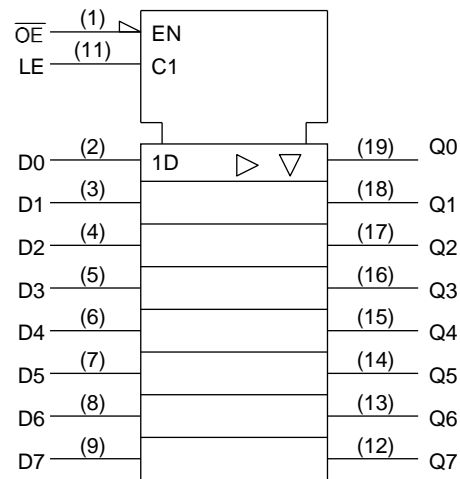 O̅E̅ (1) EN
LE (11) C1
D0 (2) 1D (19) Q0
D1 (3) (18) Q1
D2 (4) (17) Q2
D3 (5) (16) Q3
D4 (6) (15) Q4
D5 (7) (14) Q5
D6 (8) (13) Q6
D7 (9) (12) Q7